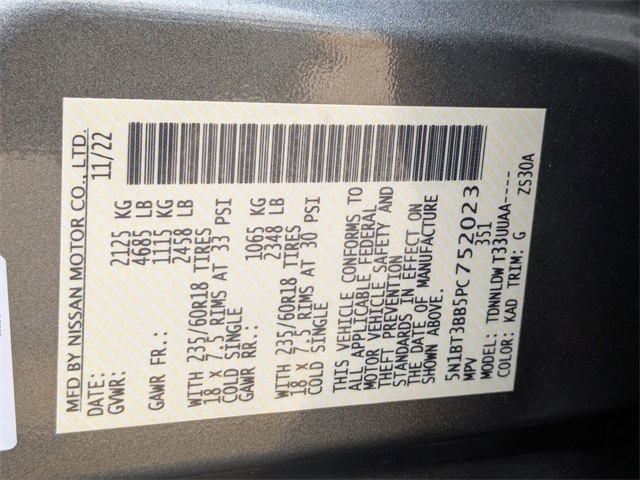 MFD BY NISSAN MOTOR CO., LTD.
DATE: 11/22
GVWR: 2125 KG
4685 LB
GAWR FR.: 1115 KG
2458 LB
WITH 235/60R18 TIRES
18 X 7.5 RIMS AT 33 PSI
COLD SINGLE
GAWR RR.: 1065 KG
2348 LB
WITH 235/60R18 TIRES
18 X 7.5 RIMS AT 30 PSI
COLD SINGLE
THIS VEHICLE CONFORMS TO
ALL APPLICABLE FEDERAL
MOTOR VEHICLE SAFETY AND
THEFT PREVENTION
STANDARDS IN EFFECT ON
THE DATE OF MANUFACTURE
SHOWN ABOVE.
5N1BT3BB5PC752023
MPV 351
MODEL: TDNNLDW T33UUAA----
COLOR: KAD TRIM: G ZS30A